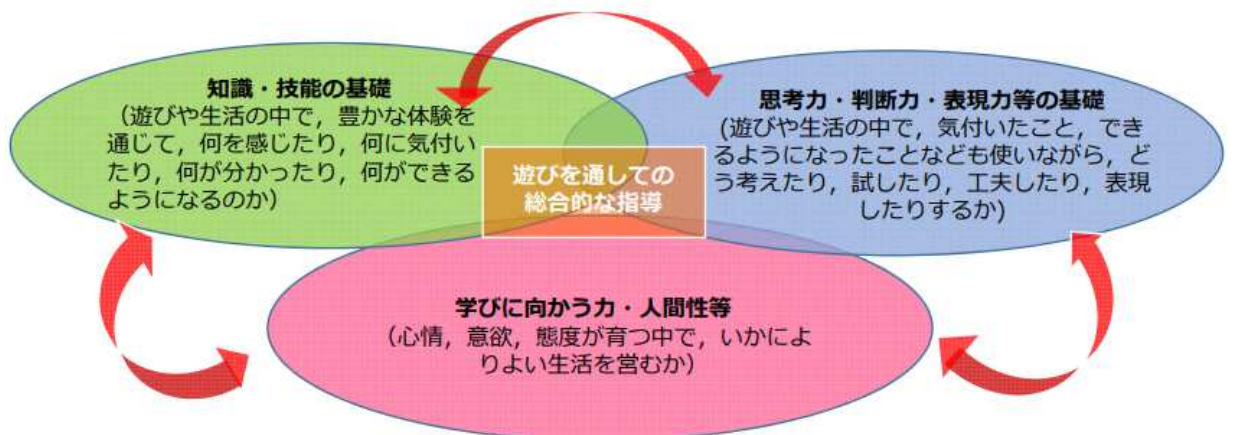 知識・技能の基礎
（遊びや生活の中で，豊かな体験を
通じて，何を感じたり，何に気付い
たり，何が分かったり，何ができる
ようになるのか）
思考力・判断力・表現力等の基礎
(遊びや生活の中で，気付いたこと，でき
るようになったことなども使いながら，ど
う考えたり，試したり，工夫したり，表現
したりするか)
遊びを通しての
総合的な指導
学びに向かう力・人間性等
（心情，意欲，態度が育つ中で，いかによ
りよい生活を営むか）